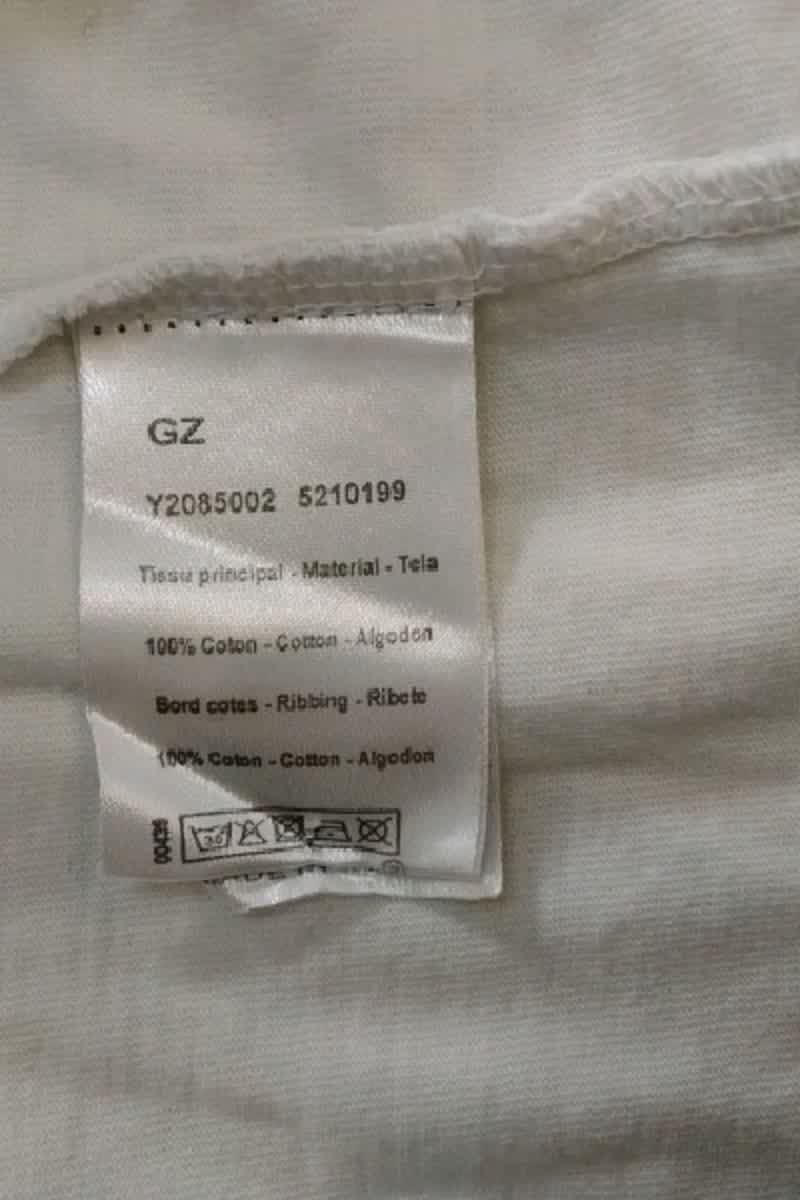 GZ
Y2085002 5210199
Tissu principal - Material - Tela
100% Coton - Cotton - Algodon
Bord cotes - Ribbing - Ribete
100% Coton - Cotton - Algodon
30